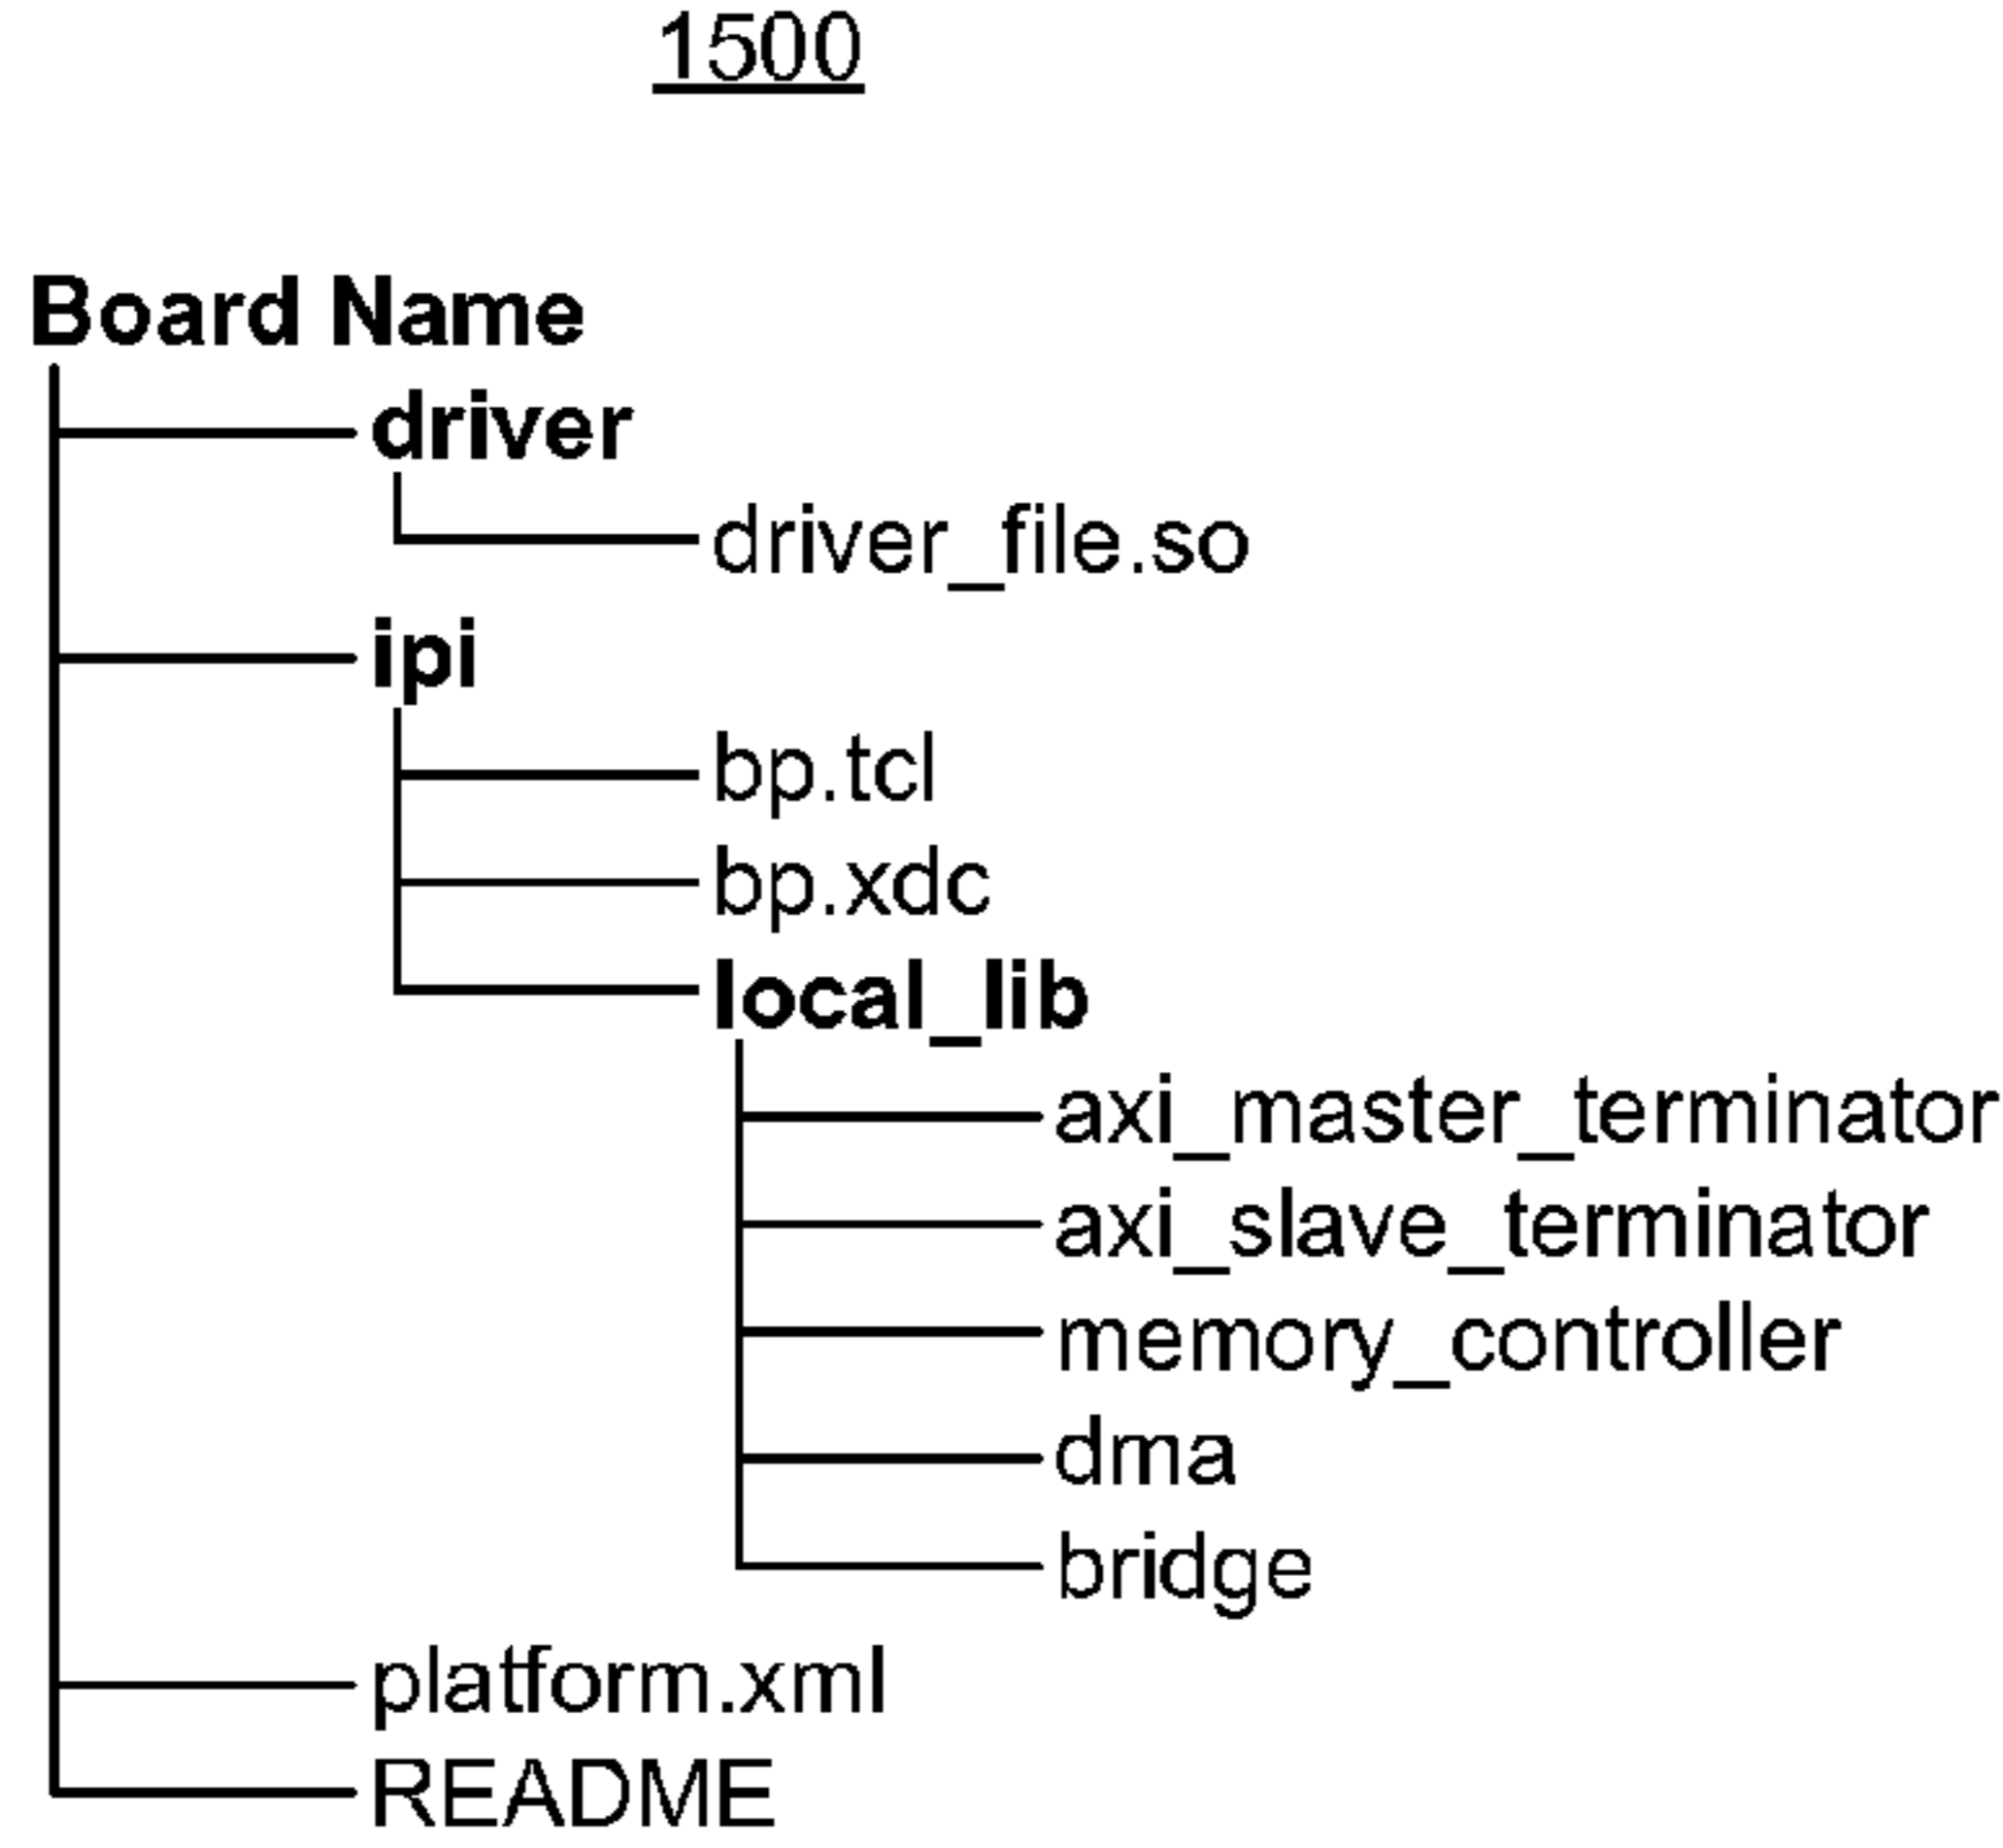 1500
Board Name
driver
driver_file.so
ipi
bp.tcl
bp.xdc
local_lib
axi_master_terminator
axi_slave_terminator
memory_controller
dma
bridge
platform.xml
README